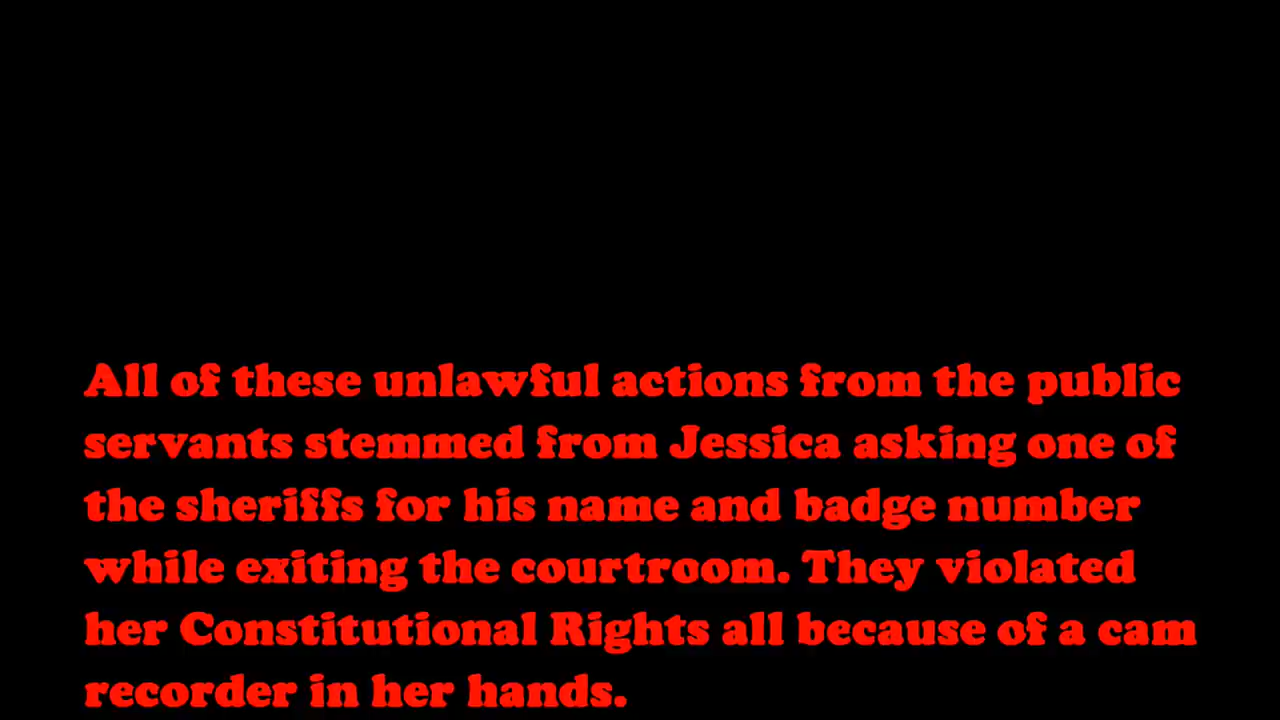 All of these unlawful actions from the public
servants stemmed from Jessica asking one of
the sheriffs for his name and badge number
while exiting the courtroom. They violated
her Constitutional Rights all because of a cam
recorder in her hands.